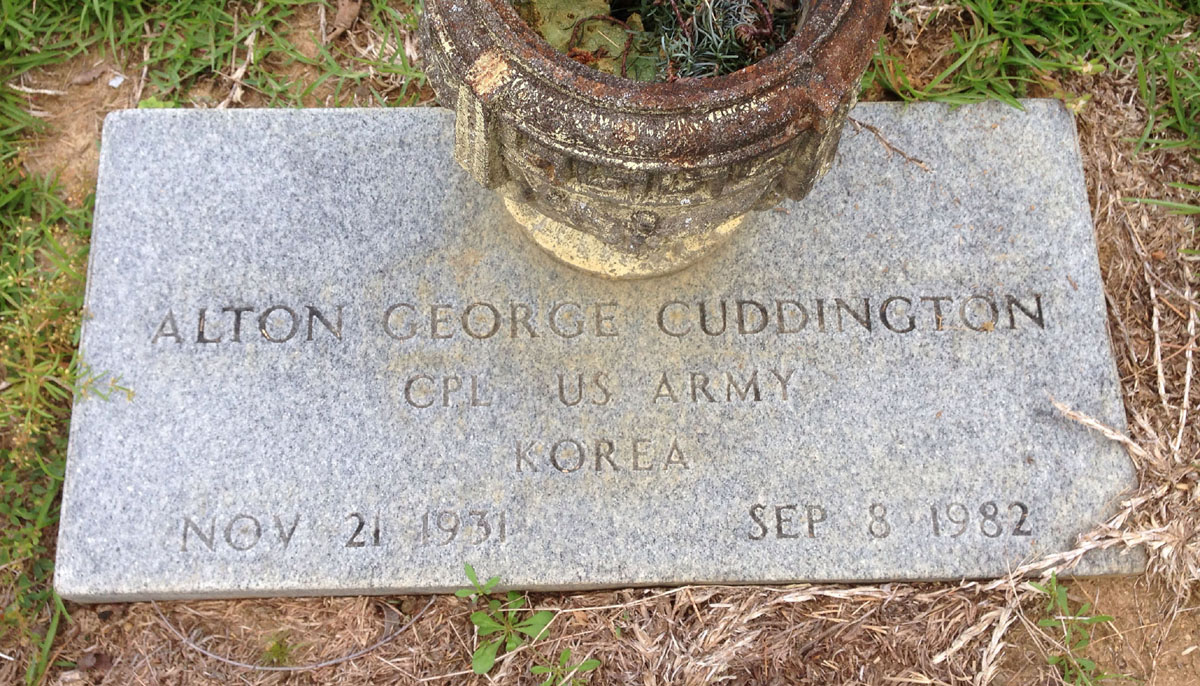 ALTON GEORGE CUDDINGTON
CPL US ARMY
KOREA
NOV 21 1931 SEP 8 1982